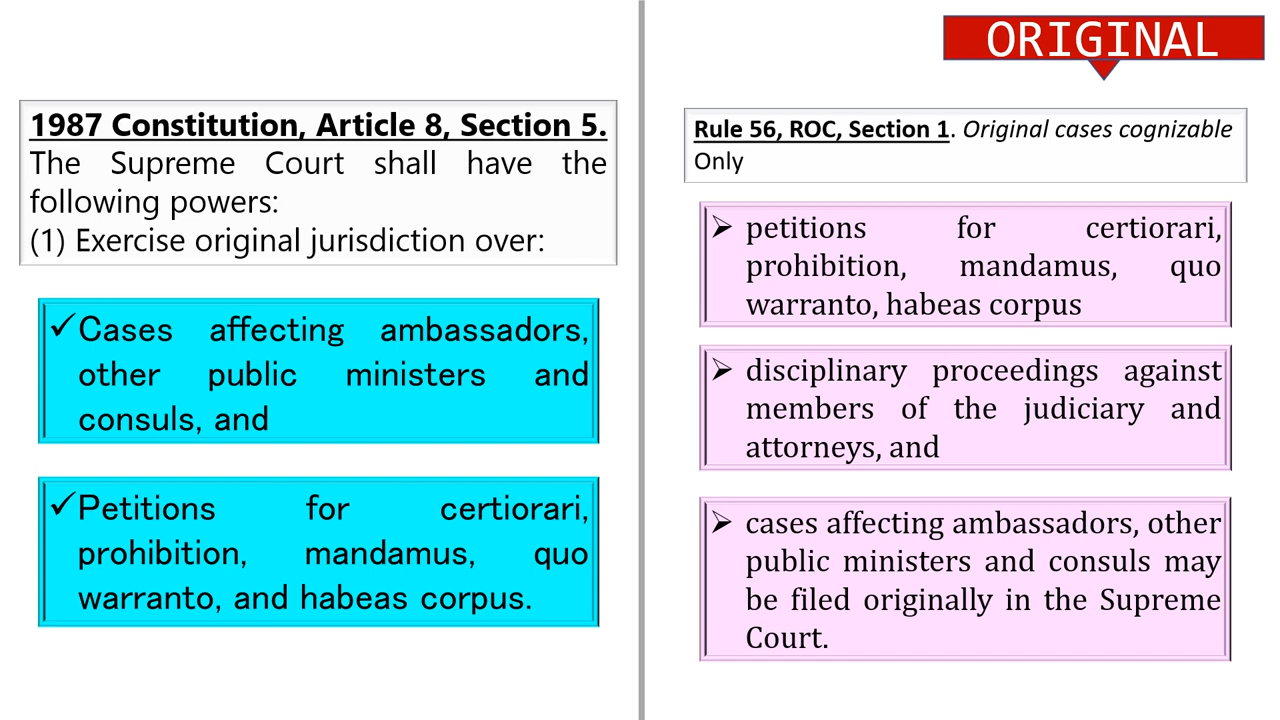 1987 Constitution, Article 8, Section 5.
The Supreme Court shall have the
following powers:
(1) Exercise original jurisdiction over:
✓Cases affecting ambassadors,
other public ministers and
consuls, and
✓Petitions for certiorari,
prohibition, mandamus, quo
warranto, and habeas corpus.
ORIGINAL
Rule 56, ROC, Section 1. Original cases cognizable
Only
➢ petitions for certiorari,
prohibition, mandamus, quo
warranto, habeas corpus
➢ disciplinary proceedings against
members of the judiciary and
attorneys, and
➢ cases affecting ambassadors, other
public ministers and consuls may
be filed originally in the Supreme
Court.